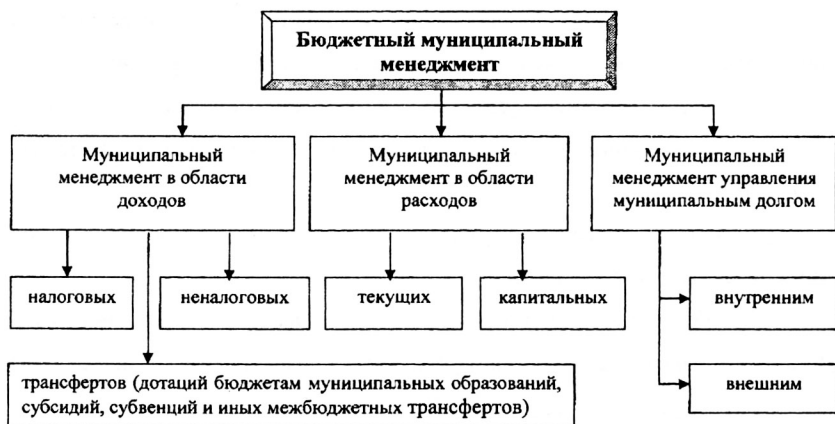 Бюджетный муниципальный
менеджмент
Муниципальный
менеджмент в области
доходов
Муниципальный
менеджмент в области
расходов
Муниципальный
менеджмент управления
муниципальным долгом
налоговых
неналоговых
текущих
капитальных
внутренним
трансфертов (дотаций бюджетам муниципальных образований,
субсидий, субвенций и иных межбюджетных трансфертов)
внешним